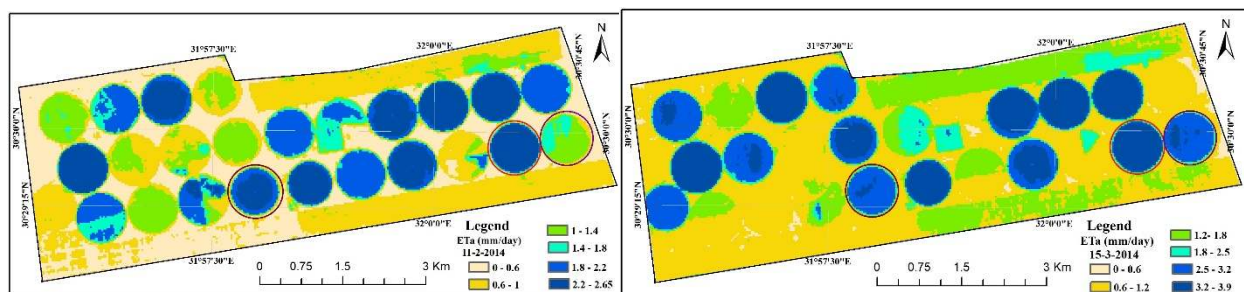 N
31°57'30"E
32°0'0"E
30°30'45"N
30°30'0"N
30°30'0"N
30°29'15"N
32°0'0"E
31°57'30"E
Legend
ETa (mm/day)
11-2-2014
0 - 0.6
0.6 - 1
1 - 1.4
1.4 - 1.8
1.8 - 2.2
2.2 - 2.65
0 0.75 1.5 3 Km
N
31°57'30"E
32°0'0"E
30°30'45"N
30°30'0"N
30°30'0"N
30°29'15"N
32°0'0"E
31°57'30"E
Legend
ETa (mm/day)
15-3-2014
0 - 0.6
0.6 - 1.2
1.2- 1.8
1.8 - 2.5
2.5 - 3.2
3.2 - 3.9
0 0.75 1.5 3 Km